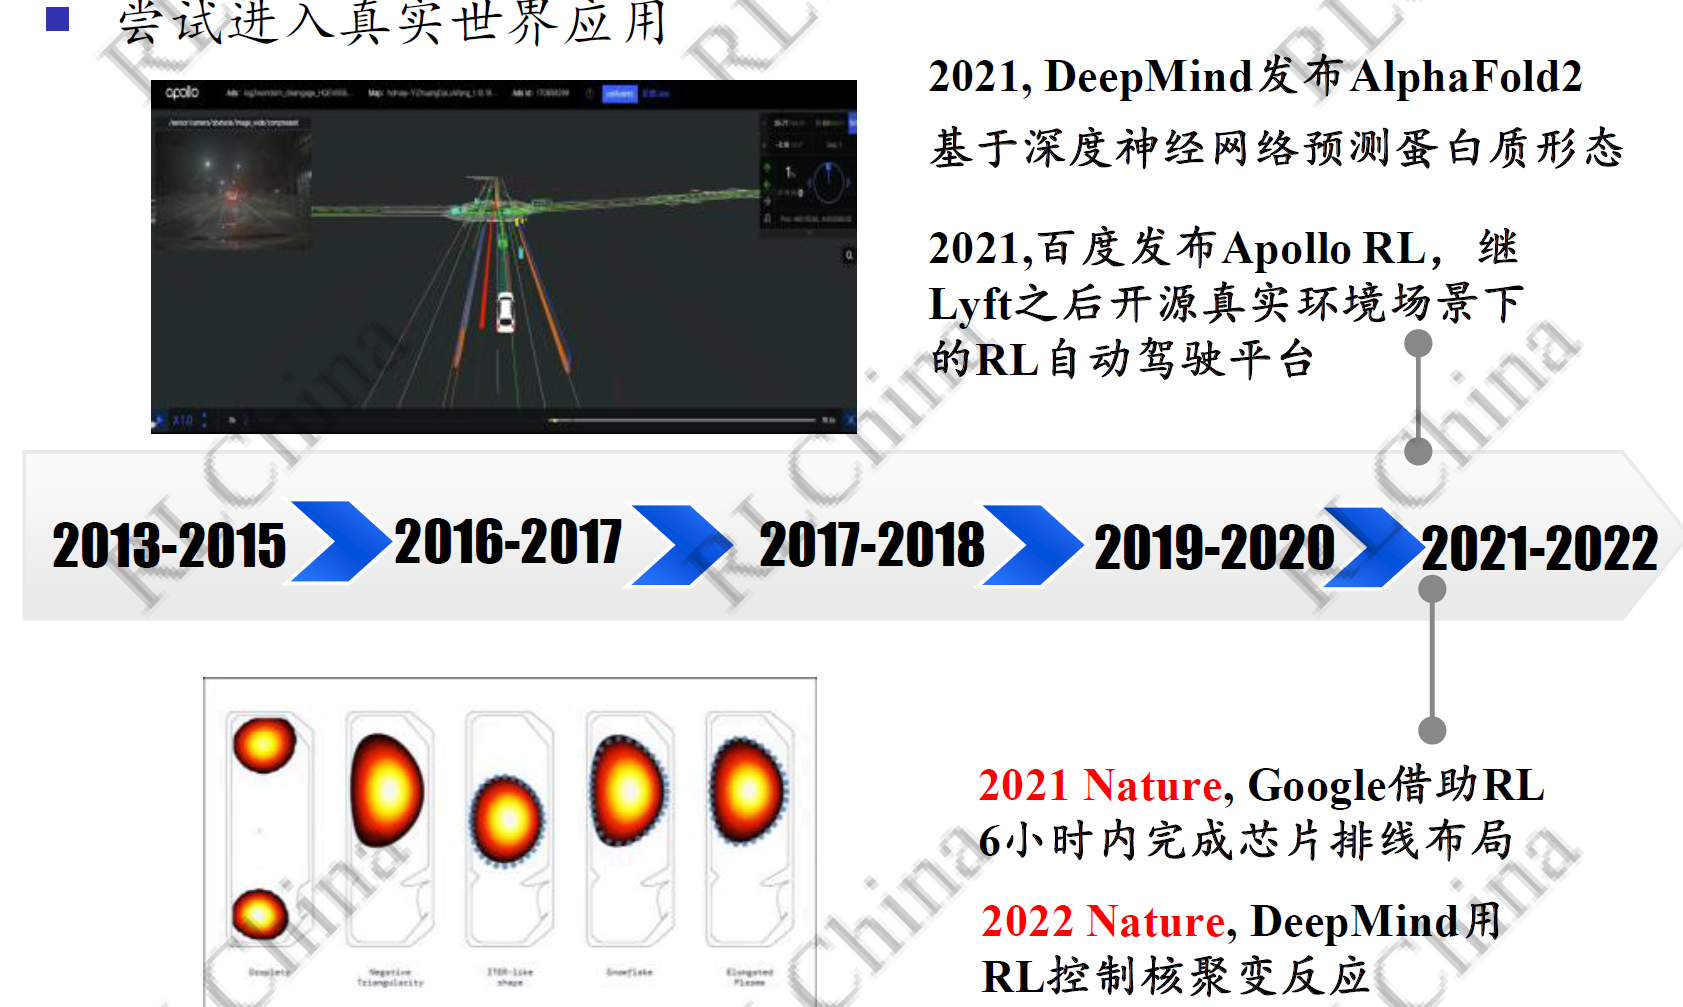 尝试进入真实世界应用
2021, DeepMind发布AlphaFold2
基于深度神经网络预测蛋白质形态
2021,百度发布Apollo RL，继
Lyft之后开源真实环境场景下
的RL自动驾驶平台
apollo
X1.0
2013-2015
2016-2017
2017-2018
2019-2020
2021-2022
Droplets
Negative
Triangularity
ITER-like
shape
Snowflake
Elongated
Plasma
2021 Nature, Google借助RL
6小时内完成芯片排线布局
2022 Nature, DeepMind用
RL控制核聚变反应
RLChina
RLChina
RLChina